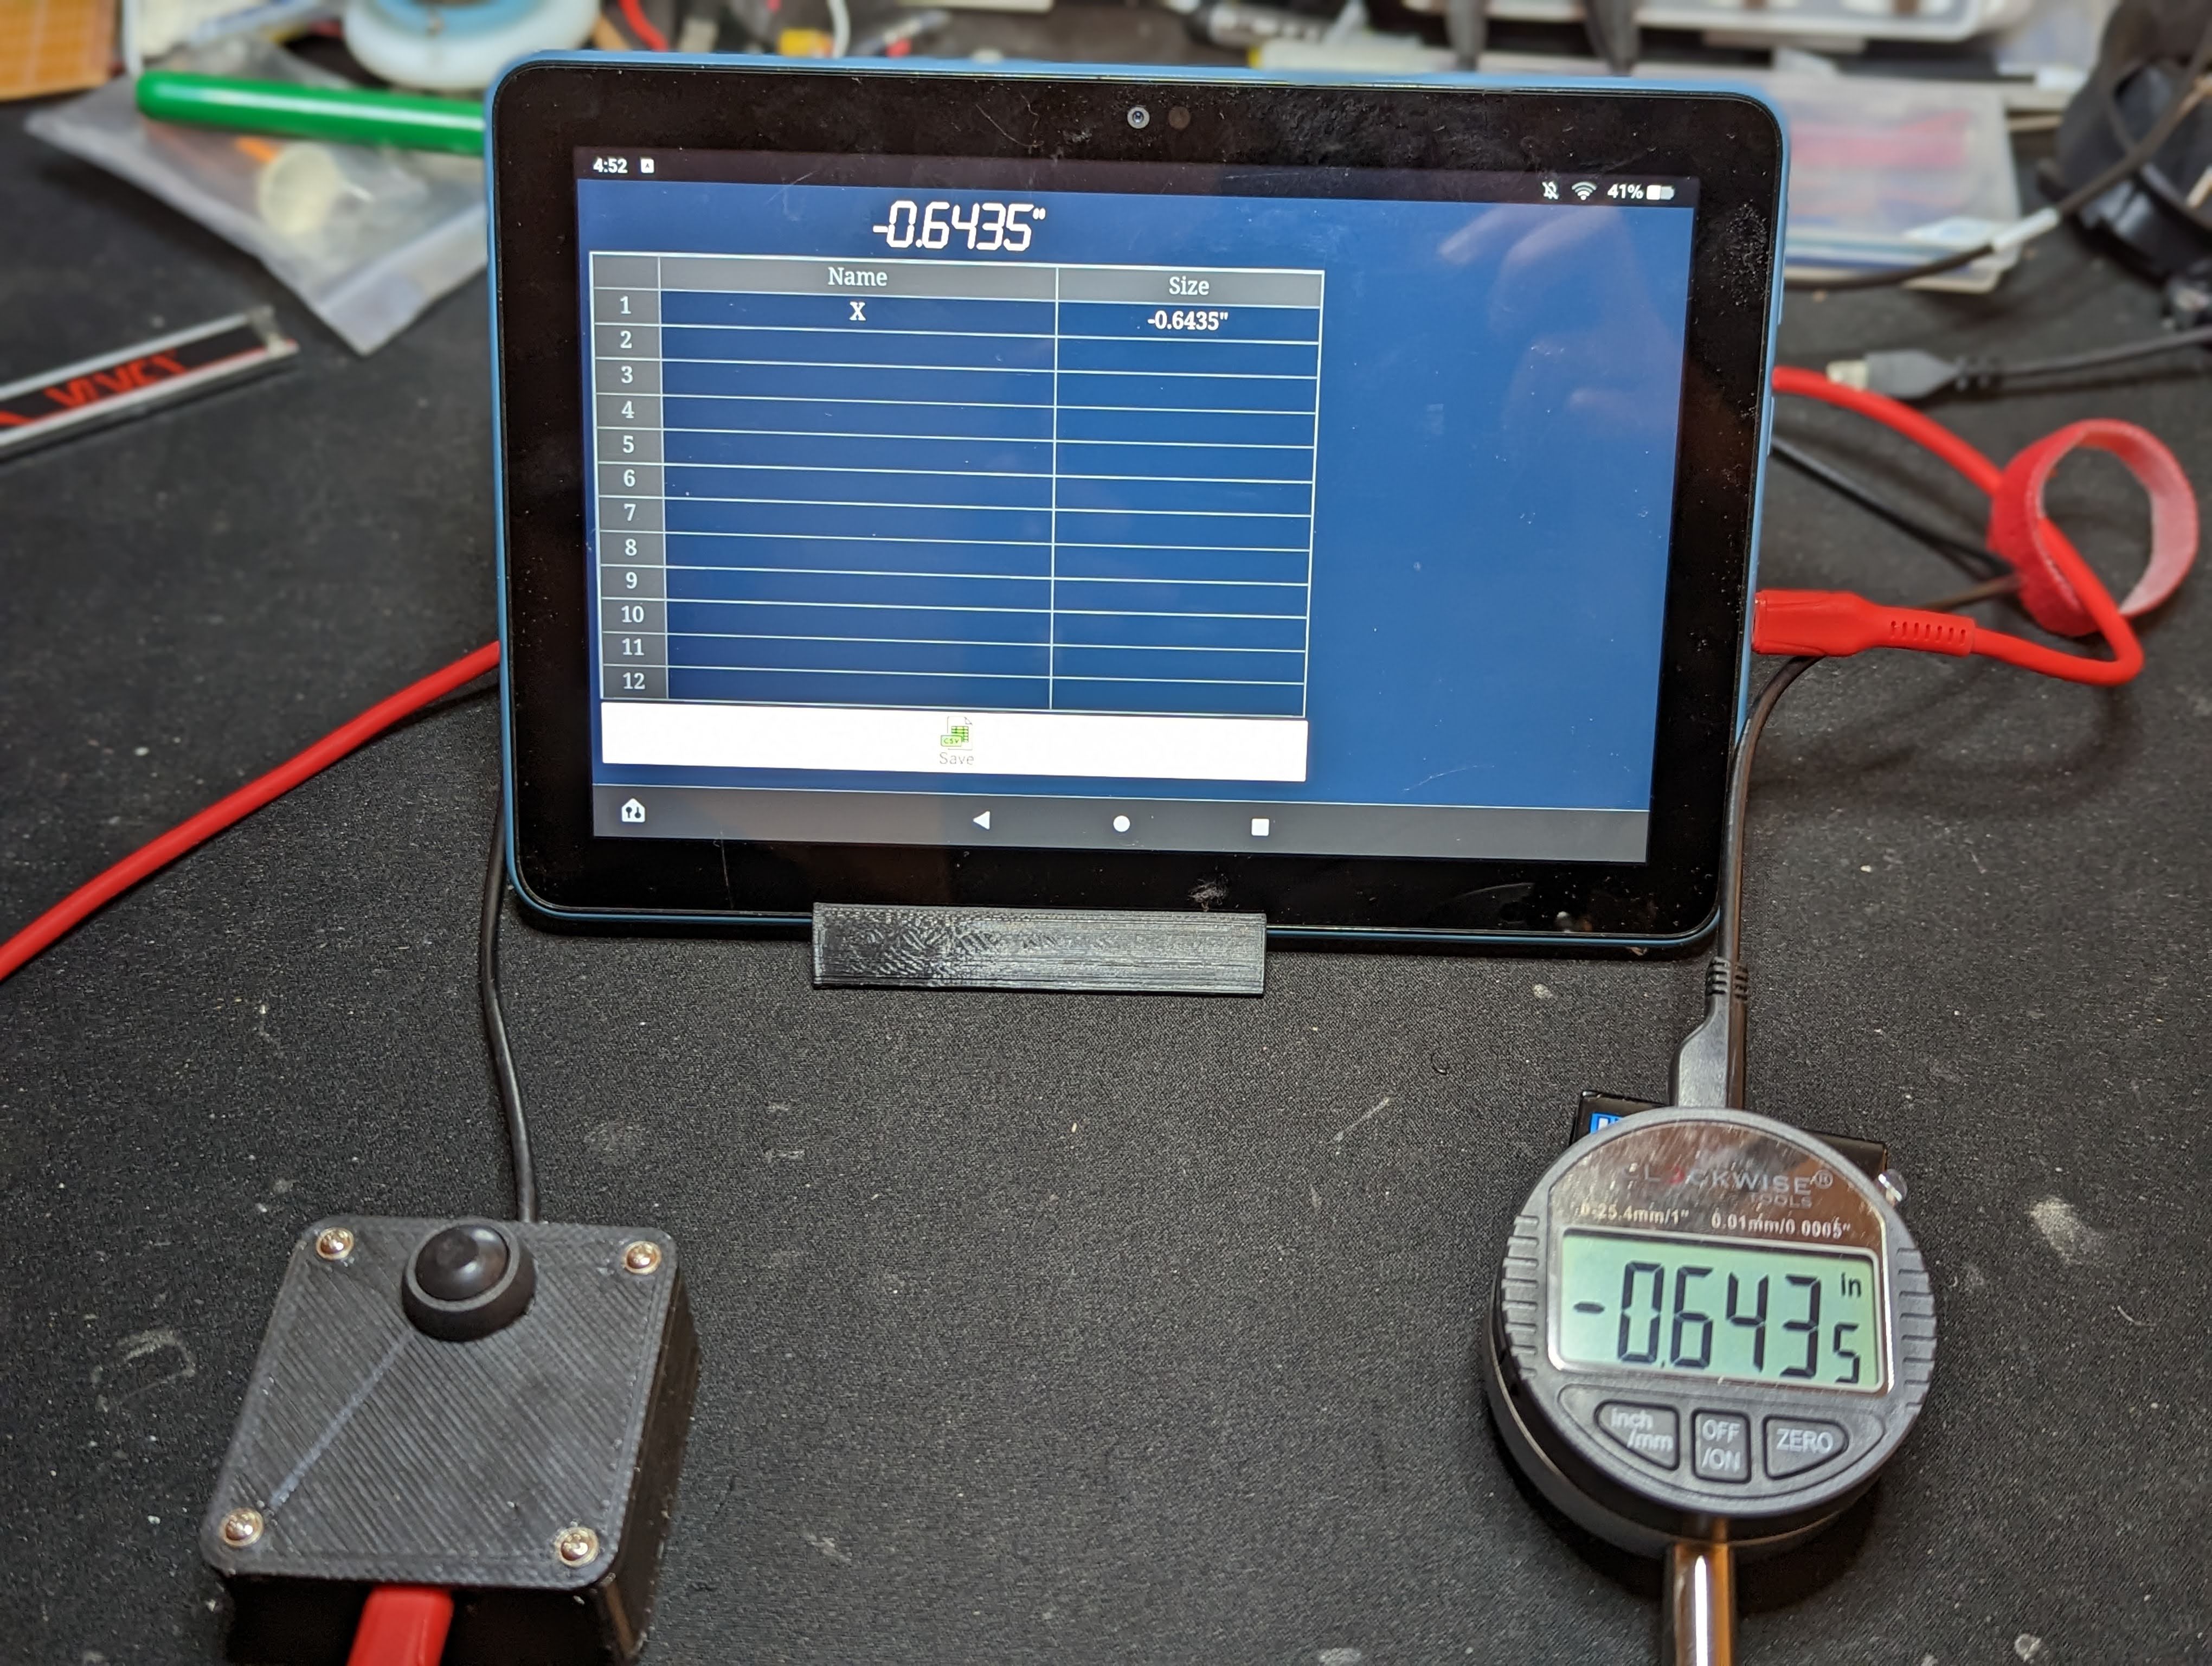 4:52
41%
-0.6435"
Name Size
1 X -0.6435"
2
3
4
5
6
7
8
9
10
11
12
CSV
Save
CLOCKWISE®
TOOLS
0-25.4mm/1" 0.01mm/0.0005"
in
-0.6435
inch
/mm
OFF
/ON
ZERO